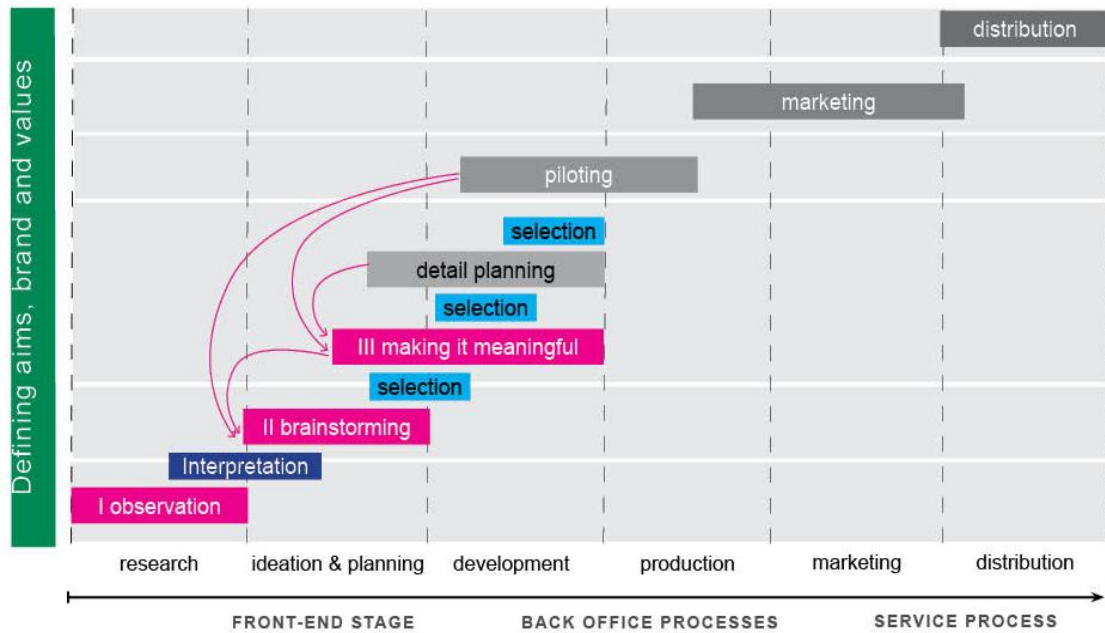 Defining aims, brand and values
distribution
marketing
piloting
selection
detail planning
selection
III making it meaningful
selection
II brainstorming
Interpretation
I observation
research ideation & planning development production marketing distribution
FRONT-END STAGE BACK OFFICE PROCESSES SERVICE PROCESS